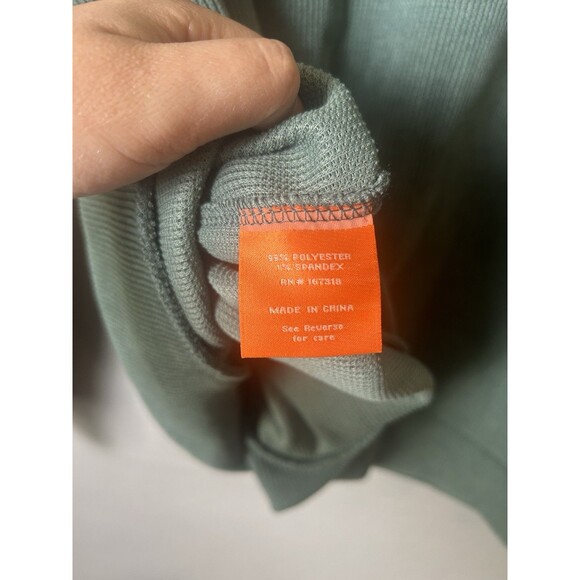 99% POLYESTER
1% SPANDEX
RN# 167318
MADE IN CHINA
See Reverse
for care